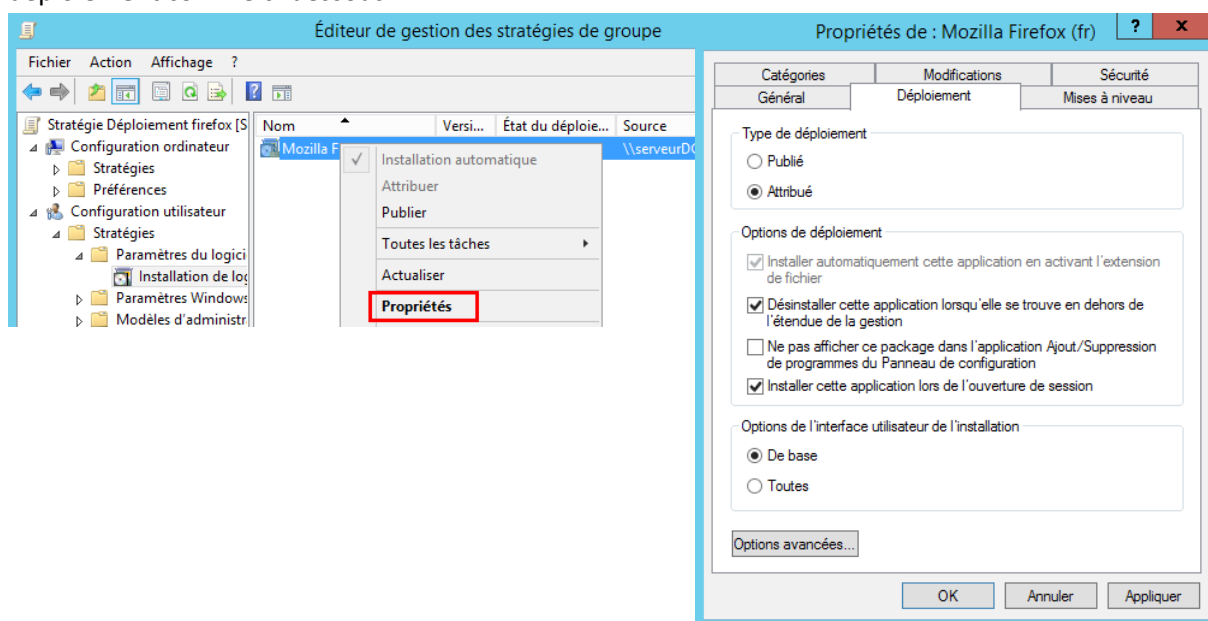 Éditeur de gestion des stratégies de groupe
Fichier Action Affichage ?
Stratégie Déploiement firefox [S
Configuration ordinateur
Stratégies
Préférences
Configuration utilisateur
Stratégies
Paramètres du logici
Installation de log
Paramètres Windows
Modèles d'administr
Nom Versi... État du déploie... Source
Mozilla F \\serveurDC
Installation automatique
Attribuer
Publier
Toutes les tâches
Actualiser
Propriétés
Propriétés de : Mozilla Firefox (fr) ? x
Catégories Modifications Sécurité
Général Déploiement Mises à niveau
Type de déploiement
Publié
Attribué
Options de déploiement
Installer automatiquement cette application en activant l'extension
de fichier
Désinstaller cette application lorsqu'elle se trouve en dehors de
l'étendue de la gestion
Ne pas afficher ce package dans l'application Ajout/Suppression
de programmes du Panneau de configuration
Installer cette application lors de l'ouverture de session
Options de l'interface utilisateur de l'installation
De base
Toutes
Options avancées...
OK Annuler Appliquer